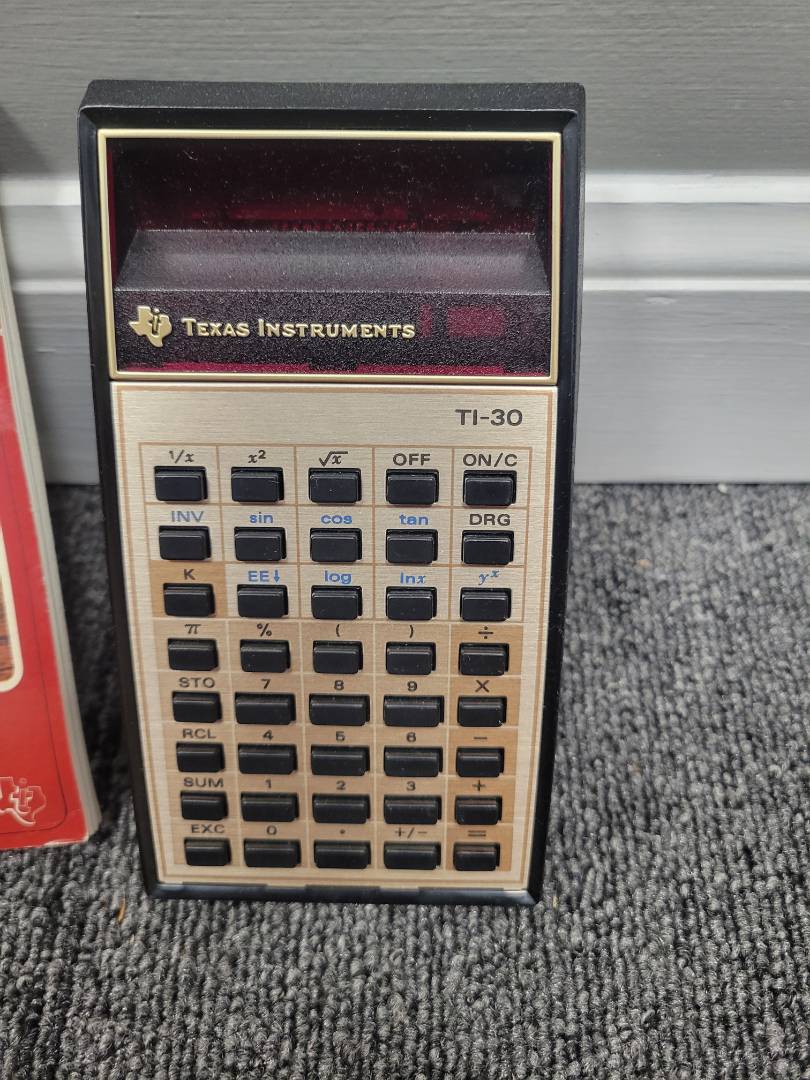 TEXAS INSTRUMENTS
TI-30
1/x x² √x OFF ON/C
INV sin cos tan DRG
K EE↓ log lnx yˣ
π % ( ) ÷
STO 7 8 9 X
RCL 4 5 6 −
SUM 1 2 3 +
EXC 0 . +/− =